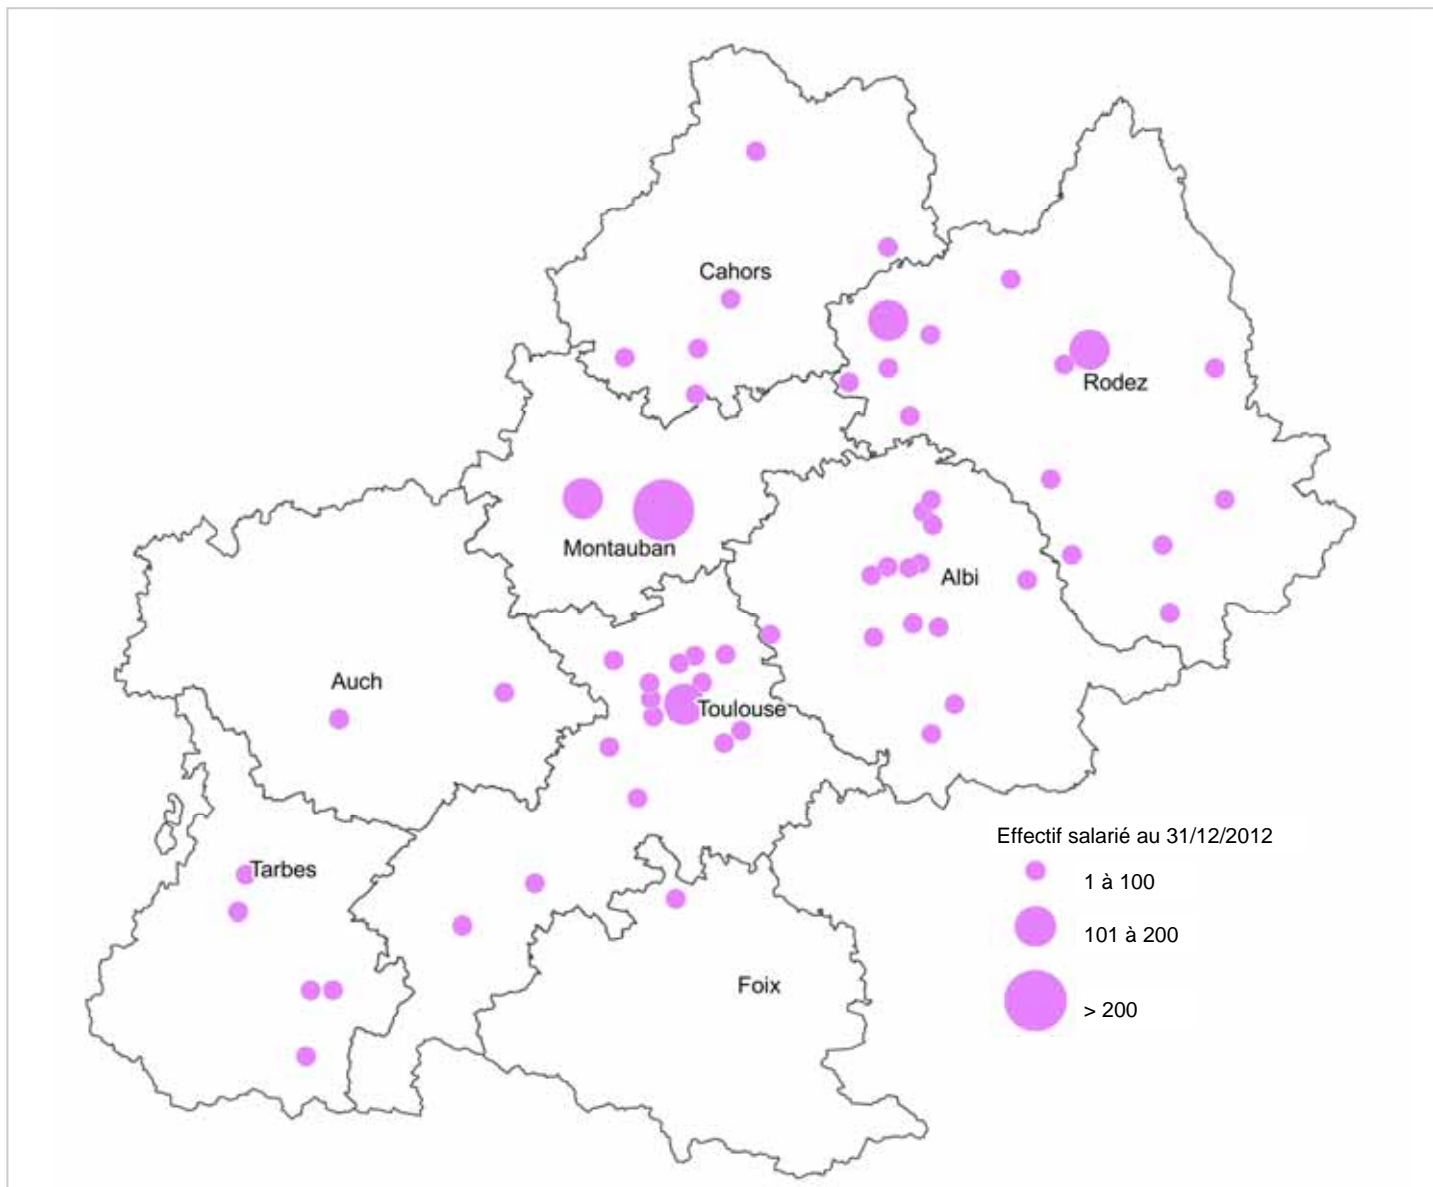 Cahors
Rodez
Montauban
Albi
Auch
Toulouse
Effectif salarié au 31/12/2012
Tarbes
1 à 100
101 à 200
Foix
> 200